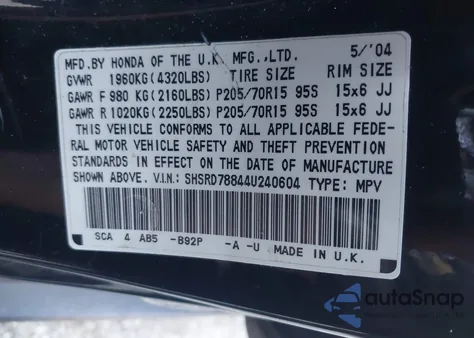 MFD.BY HONDA OF THE U.K. MFG.,LTD. 5/'04
GVWR 1960KG(4320LBS) TIRE SIZE RIM SIZE
GAWR F 980 KG(2160LBS) P205/70R15 95S 15x6 JJ
GAWR R 1020KG(2250LBS) P205/70R15 95S 15x6 JJ
THIS VEHICLE CONFORMS TO ALL APPLICABLE FEDE-
RAL MOTOR VEHICLE SAFETY AND THEFT PREVENTION
STANDARDS IN EFFECT ON THE DATE OF MANUFACTURE
SHOWN ABOVE. V.I.N.: SHSRD78844U240604 TYPE: MPV
SCA 4 AB5 -B92P -A -U MADE IN U.K.
autoSnap